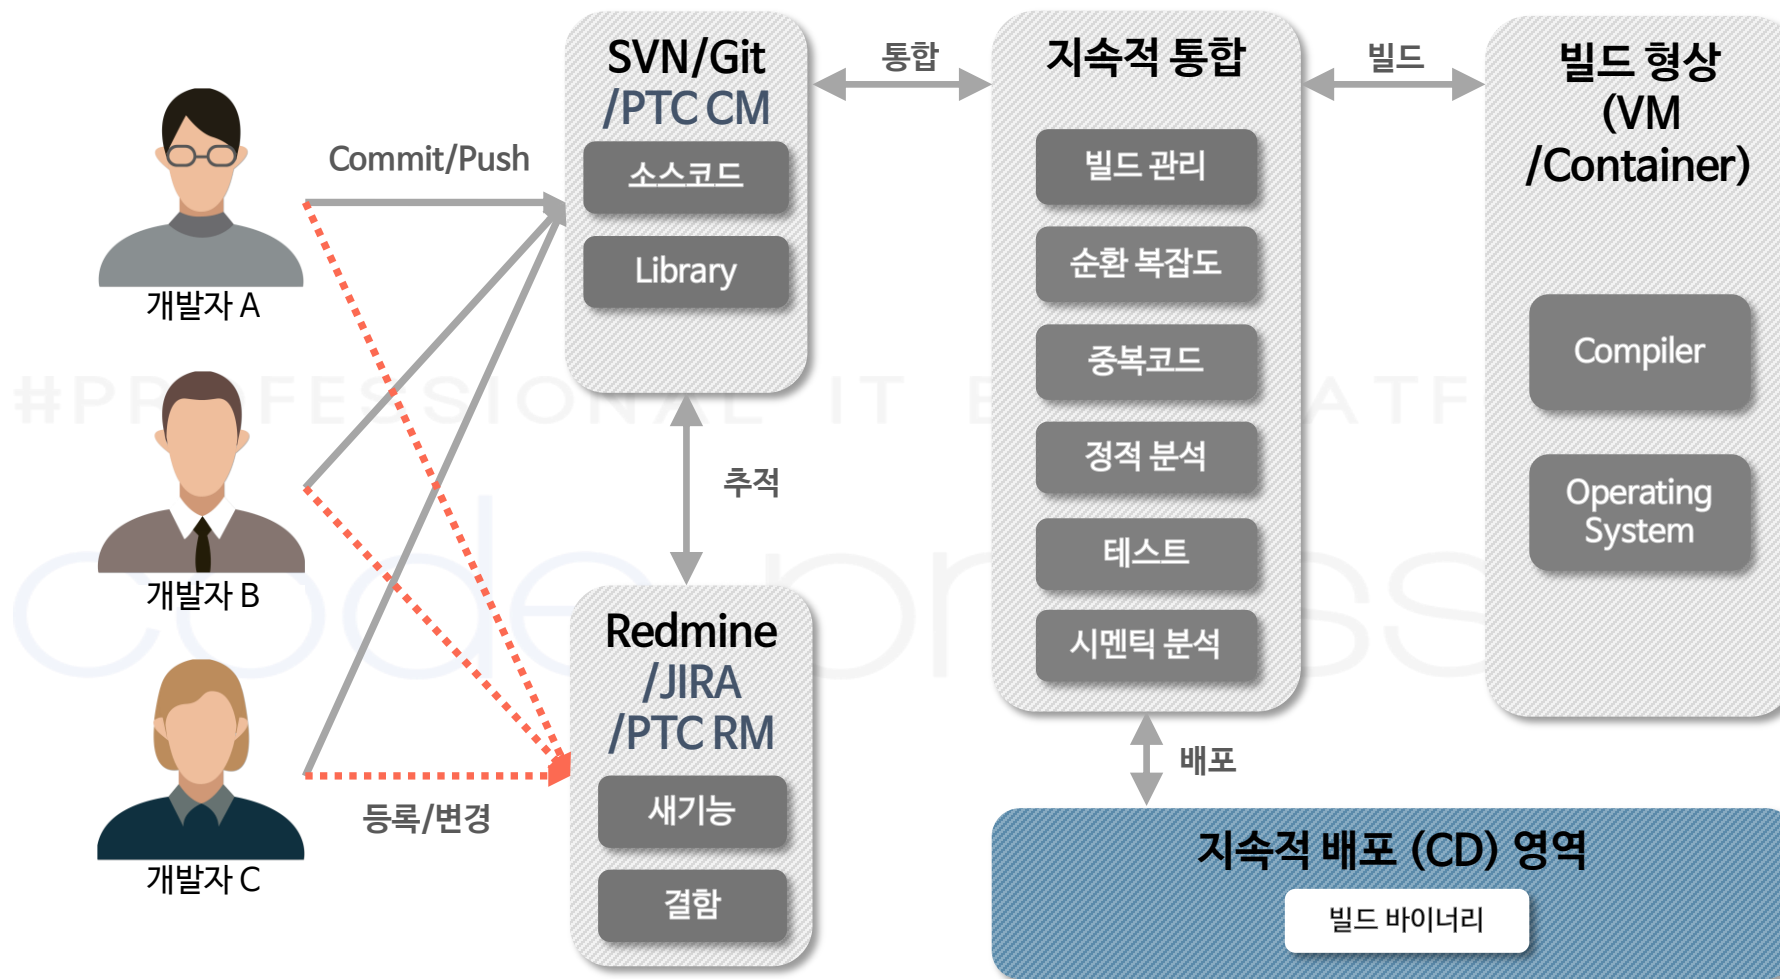 SVN/Git
/PTC CM
소스코드
Library
통합
지속적 통합
빌드 관리
순환 복잡도
중복코드
정적 분석
테스트
시멘틱 분석
빌드
빌드 형상
(VM
/Container)
Compiler
Operating
System
Commit/Push
개발자 A
개발자 B
개발자 C
등록/변경
추적
Redmine
/JIRA
/PTC RM
새기능
결함
배포
지속적 배포 (CD) 영역
빌드 바이너리
#PROFESSIONAL IT
code